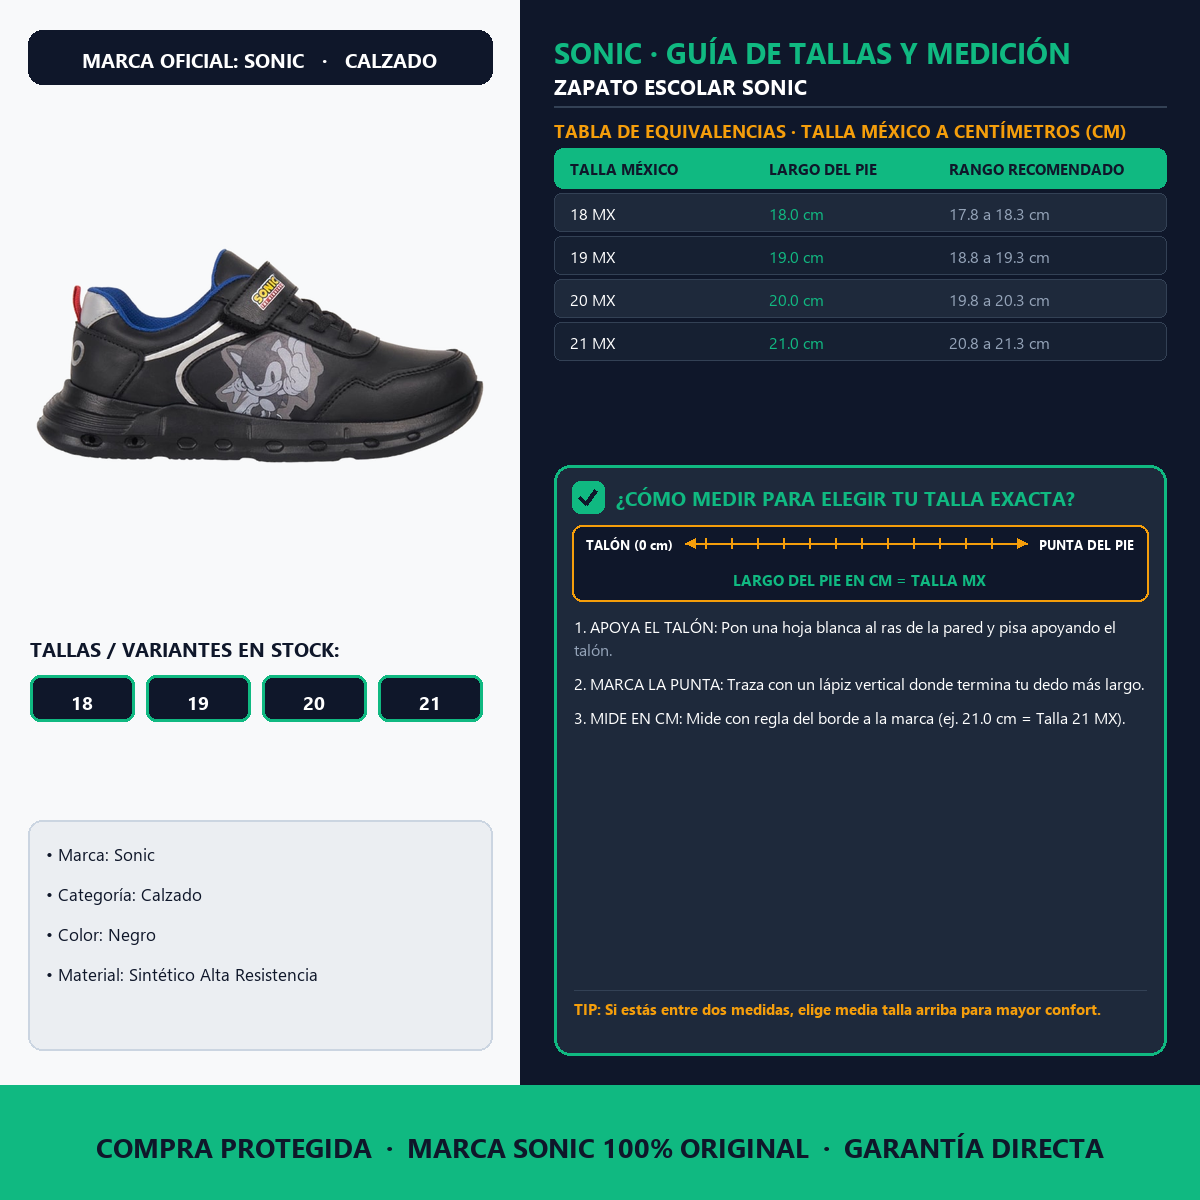 MARCA OFICIAL: SONIC · CALZADO
SONIC
TALLAS / VARIANTES EN STOCK:
18 19 20 21
• Marca: Sonic
• Categoría: Calzado
• Color: Negro
• Material: Sintético Alta Resistencia
SONIC · GUÍA DE TALLAS Y MEDICIÓN
ZAPATO ESCOLAR SONIC
TABLA DE EQUIVALENCIAS · TALLA MÉXICO A CENTÍMETROS (CM)
TALLA MÉXICO LARGO DEL PIE RANGO RECOMENDADO
18 MX 18.0 cm 17.8 a 18.3 cm
19 MX 19.0 cm 18.8 a 19.3 cm
20 MX 20.0 cm 19.8 a 20.3 cm
21 MX 21.0 cm 20.8 a 21.3 cm
¿CÓMO MEDIR PARA ELEGIR TU TALLA EXACTA?
TALÓN (0 cm) PUNTA DEL PIE
LARGO DEL PIE EN CM = TALLA MX
1. APOYA EL TALÓN: Pon una hoja blanca al ras de la pared y pisa apoyando el
talón.
2. MARCA LA PUNTA: Traza con un lápiz vertical donde termina tu dedo más largo.
3. MIDE EN CM: Mide con regla del borde a la marca (ej. 21.0 cm = Talla 21 MX).
TIP: Si estás entre dos medidas, elige media talla arriba para mayor confort.
COMPRA PROTEGIDA · MARCA SONIC 100% ORIGINAL · GARANTÍA DIRECTA